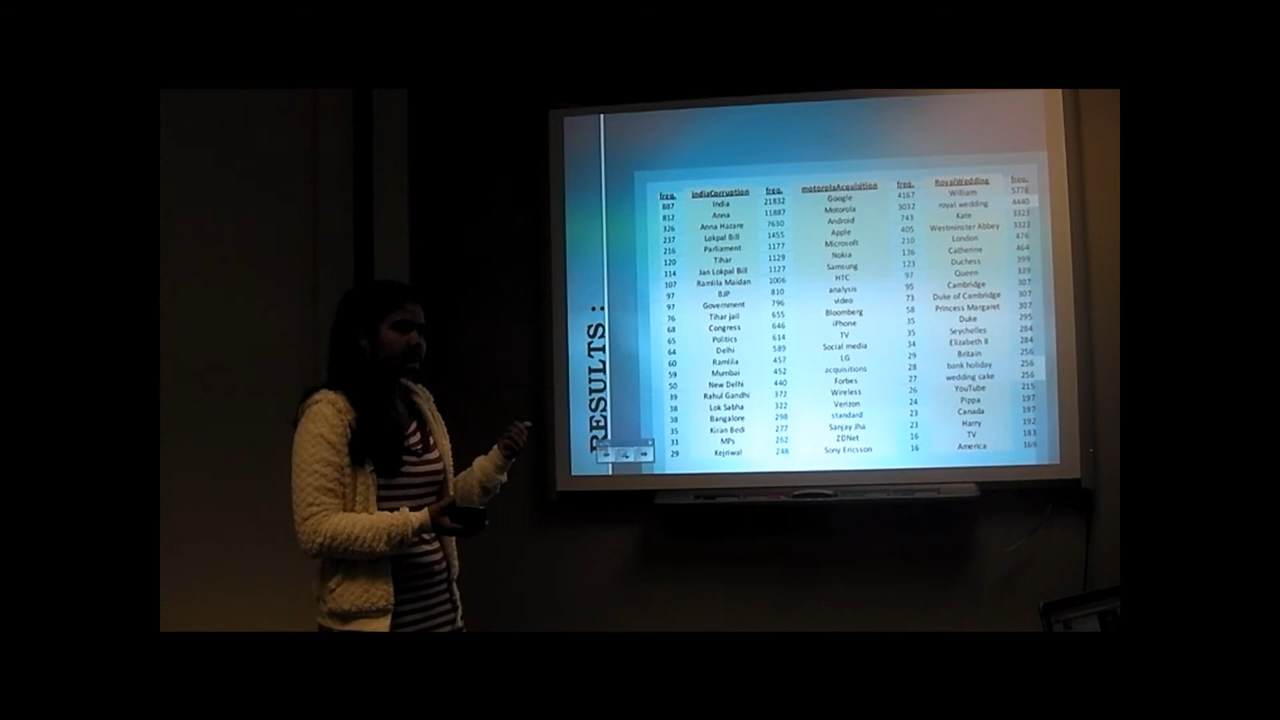 RESULTS :
freq. indiaCorruption freq. motorolaAcquisition freq. RoyalWedding freq.
887 India 21832 Google 4167 William 5778
812 Anna 11887 Motorola 3032 royal wedding 4440
326 Anna Hazare 7630 Android 743 Kate 3323
237 Lokpal Bill 1455 Apple 405 Westminster Abbey 3323
216 Parliament 1177 Microsoft 210 London 476
120 Tihar 1129 Nokia 136 Catherine 464
114 Jan Lokpal Bill 1127 Samsung 123 Duchess 399
107 Ramlila Maidan 1006 HTC 97 Queen 339
97 BJP 810 analysis 95 Cambridge 307
97 Government 796 video 73 Duke of Cambridge 307
76 Tihar jail 655 Bloomberg 58 Princess Margaret 307
68 Congress 646 iPhone 35 Duke 295
65 Politics 614 TV 35 Seychelles 284
64 Delhi 589 Social media 34 Elizabeth II 284
60 Ramlila 457 LG 29 Britain 256
59 Mumbai 452 acquisitions 28 bank holiday 256
50 New Delhi 440 Forbes 27 wedding cake 256
39 Rahul Gandhi 372 Wireless 26 YouTube 215
38 Lok Sabha 322 Verizon 24 Pippa 197
38 Bangalore 298 standard 23 Canada 197
35 Kiran Bedi 277 Sanjay Jha 23 Harry 192
33 MPs 262 ZDNet 16 TV 183
29 Kejriwal 248 Sony Ericsson 16 America 169